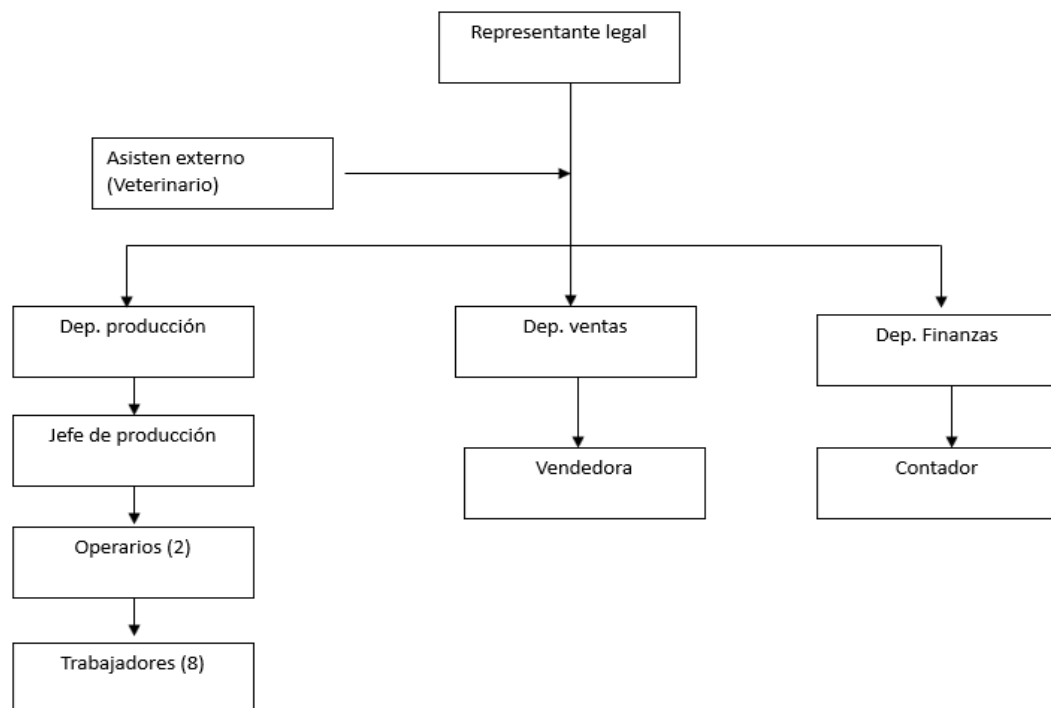 Representante legal
Asisten externo
(Veterinario)
Dep. producción
Dep. ventas
Dep. Finanzas
Jefe de producción
Vendedora
Contador
Operarios (2)
Trabajadores (8)